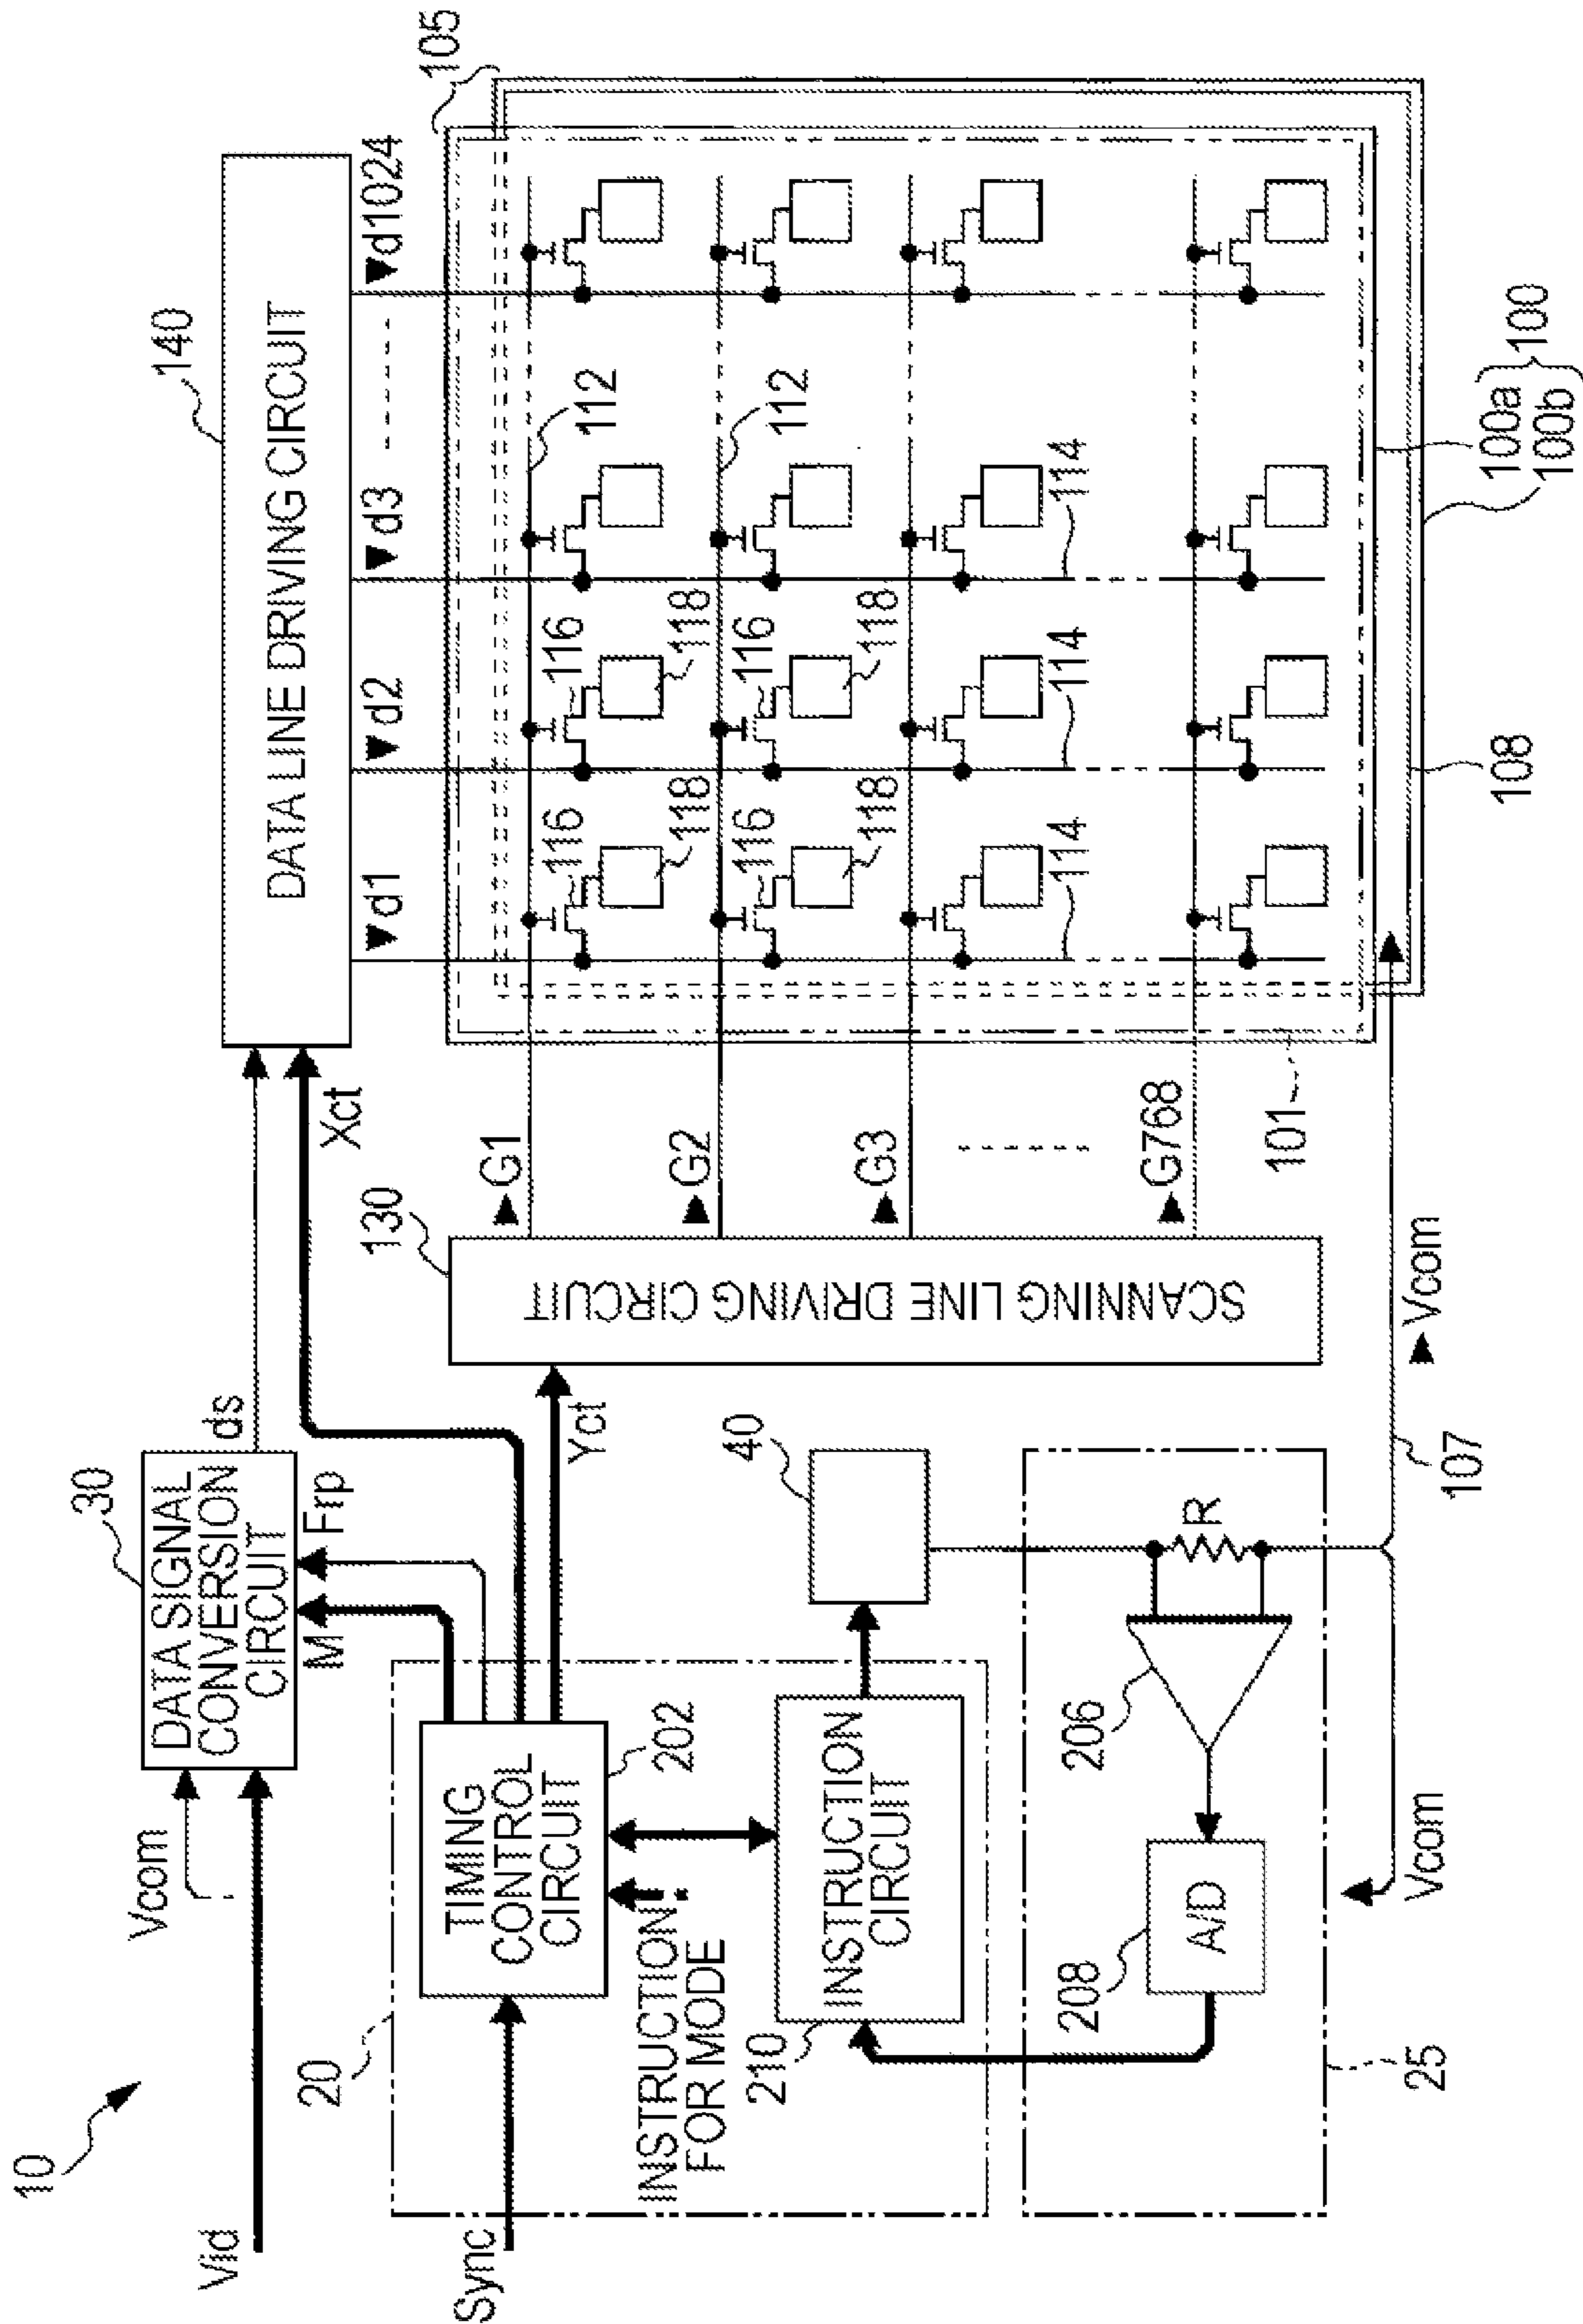 10
Vid
Vcom
30
DATA SIGNAL
CONVERSION
CIRCUIT
ds
M
Frp
Xct
140
DATA LINE DRIVING CIRCUIT
d1
d2
d3
d1024
105
Sync
20
TIMING
CONTROL
CIRCUIT
202
INSTRUCTION
FOR MODE
Yct
130
SCANNING LINE DRIVING CIRCUIT
G1
G2
G3
G768
112
112
116
116
118
118
116
116
118
118
114
114
114
101
210
INSTRUCTION
CIRCUIT
40
208
A/D
206
R
25
Vcom
107
Vcom
108
100a
100b
100